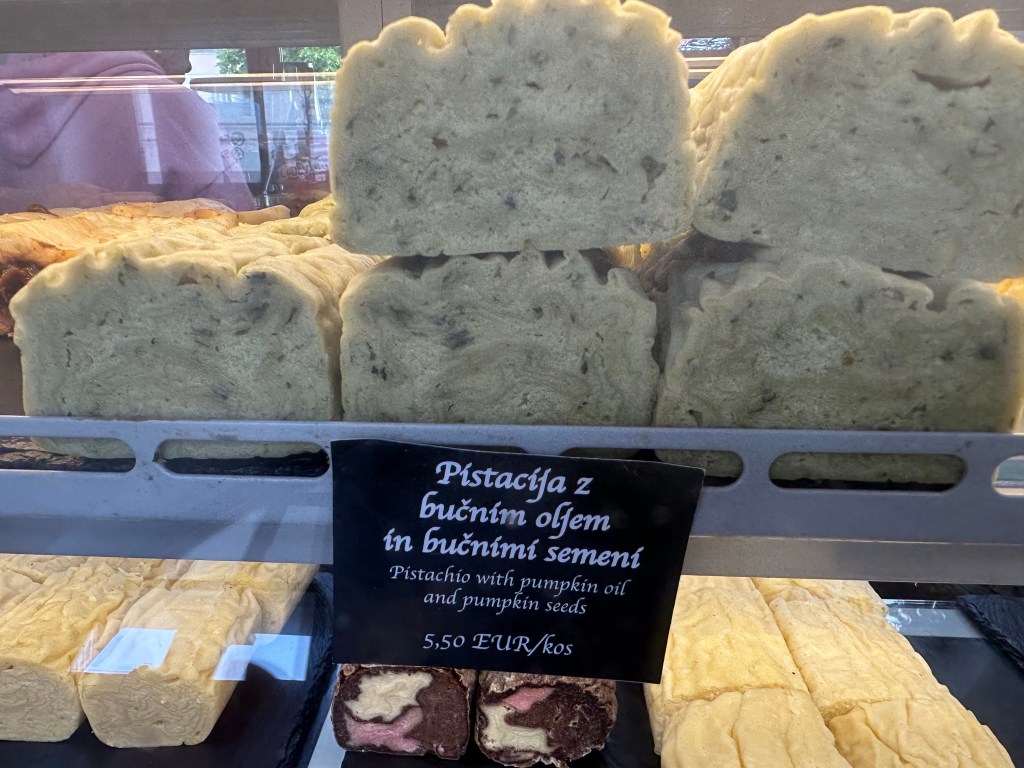 Pistacija z
bučnim oljem
in bučnimi semeni
Pistachio with pumpkin oil
and pumpkin seeds
5,50 EUR/kos